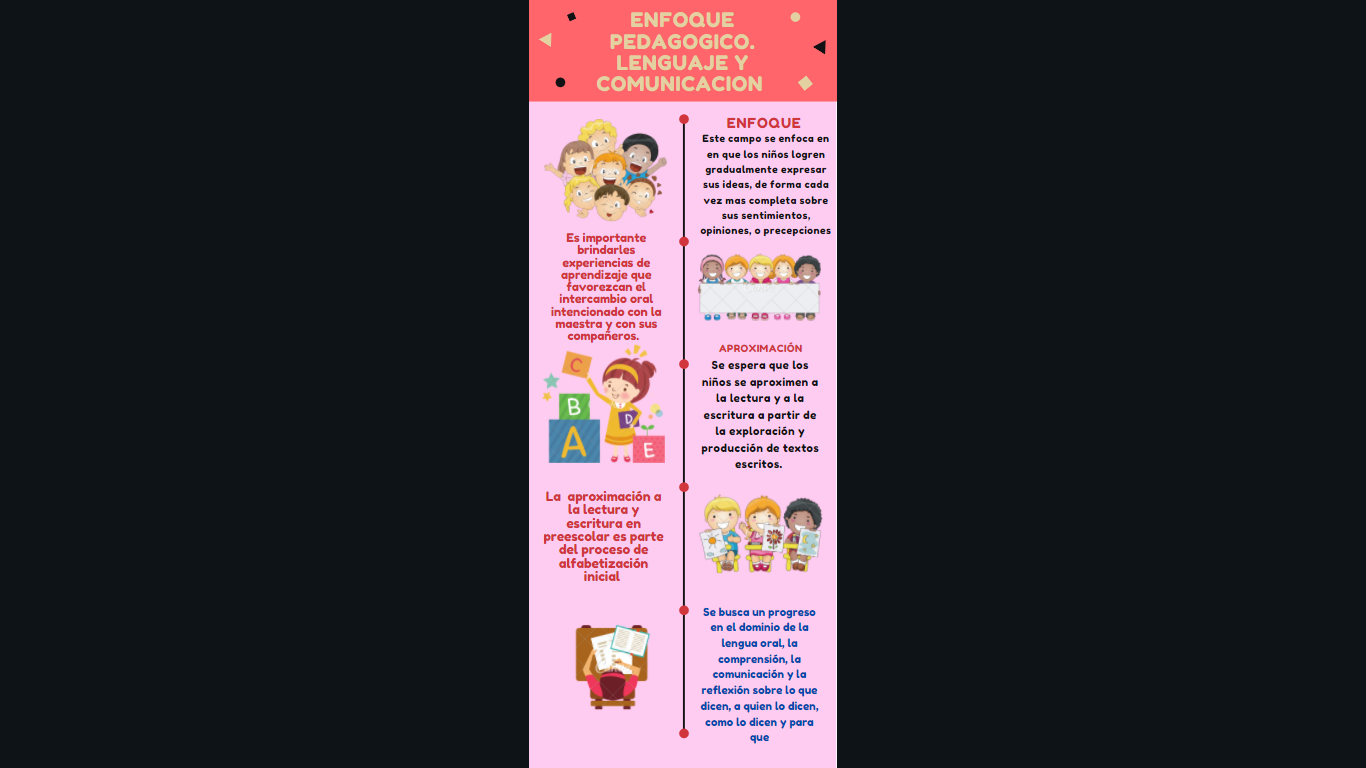 ENFOQUE
PEDAGOGICO.
LENGUAJE Y
COMUNICACION
ENFOQUE
Este campo se enfoca en
en que los niños logren
gradualmente expresar
sus ideas, de forma cada
vez mas completa sobre
sus sentimientos,
opiniones, o precepciones
Es importante
brindarles
experiencias de
aprendizaje que
favorezcan el
intercambio oral
intencionado con la
maestra y con sus
compañeros.
C
B
A
D
E
APROXIMACIÓN
Se espera que los
niños se aproximen a
la lectura y a la
escritura a partir de
la exploración y
producción de textos
escritos.
La aproximación a
la lectura y
escritura en
preescolar es parte
del proceso de
alfabetización
inicial
Se busca un progreso
en el dominio de la
lengua oral, la
comprensión, la
comunicación y la
reflexión sobre lo que
dicen, a quien lo dicen,
como lo dicen y para
que